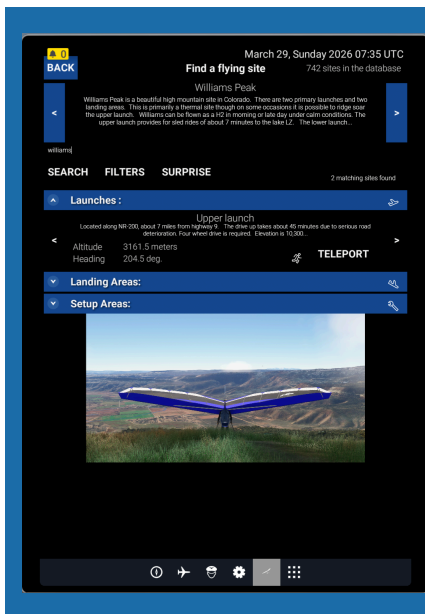 0
March 29, Sunday 2026 07:35 UTC
BACK
Find a flying site
742 sites in the database
Williams Peak
Williams Peak is a beautiful high mountain site in Colorado. There are two primary launches and two
landing areas. This is primarily a thermal site though on some occasions it is possible to ridge soar
the upper launch. Williams can be flown as a H2 in morning or late day under calm conditions. The
upper launch provides for sled rides of about 7 minutes to the lake LZ. The lower launch...
<
>
williams
SEARCH FILTERS SURPRISE
2 matching sites found
Launches :
Upper launch
Located along NR-200, about 7 miles from highway 9. The drive up takes about 45 minutes due to serious road
deterioration. Four wheel drive is required. Elevation is 10,300...
<
>
Altitude 3161.5 meters
Heading 204.5 deg.
TELEPORT
Landing Areas:
Setup Areas: